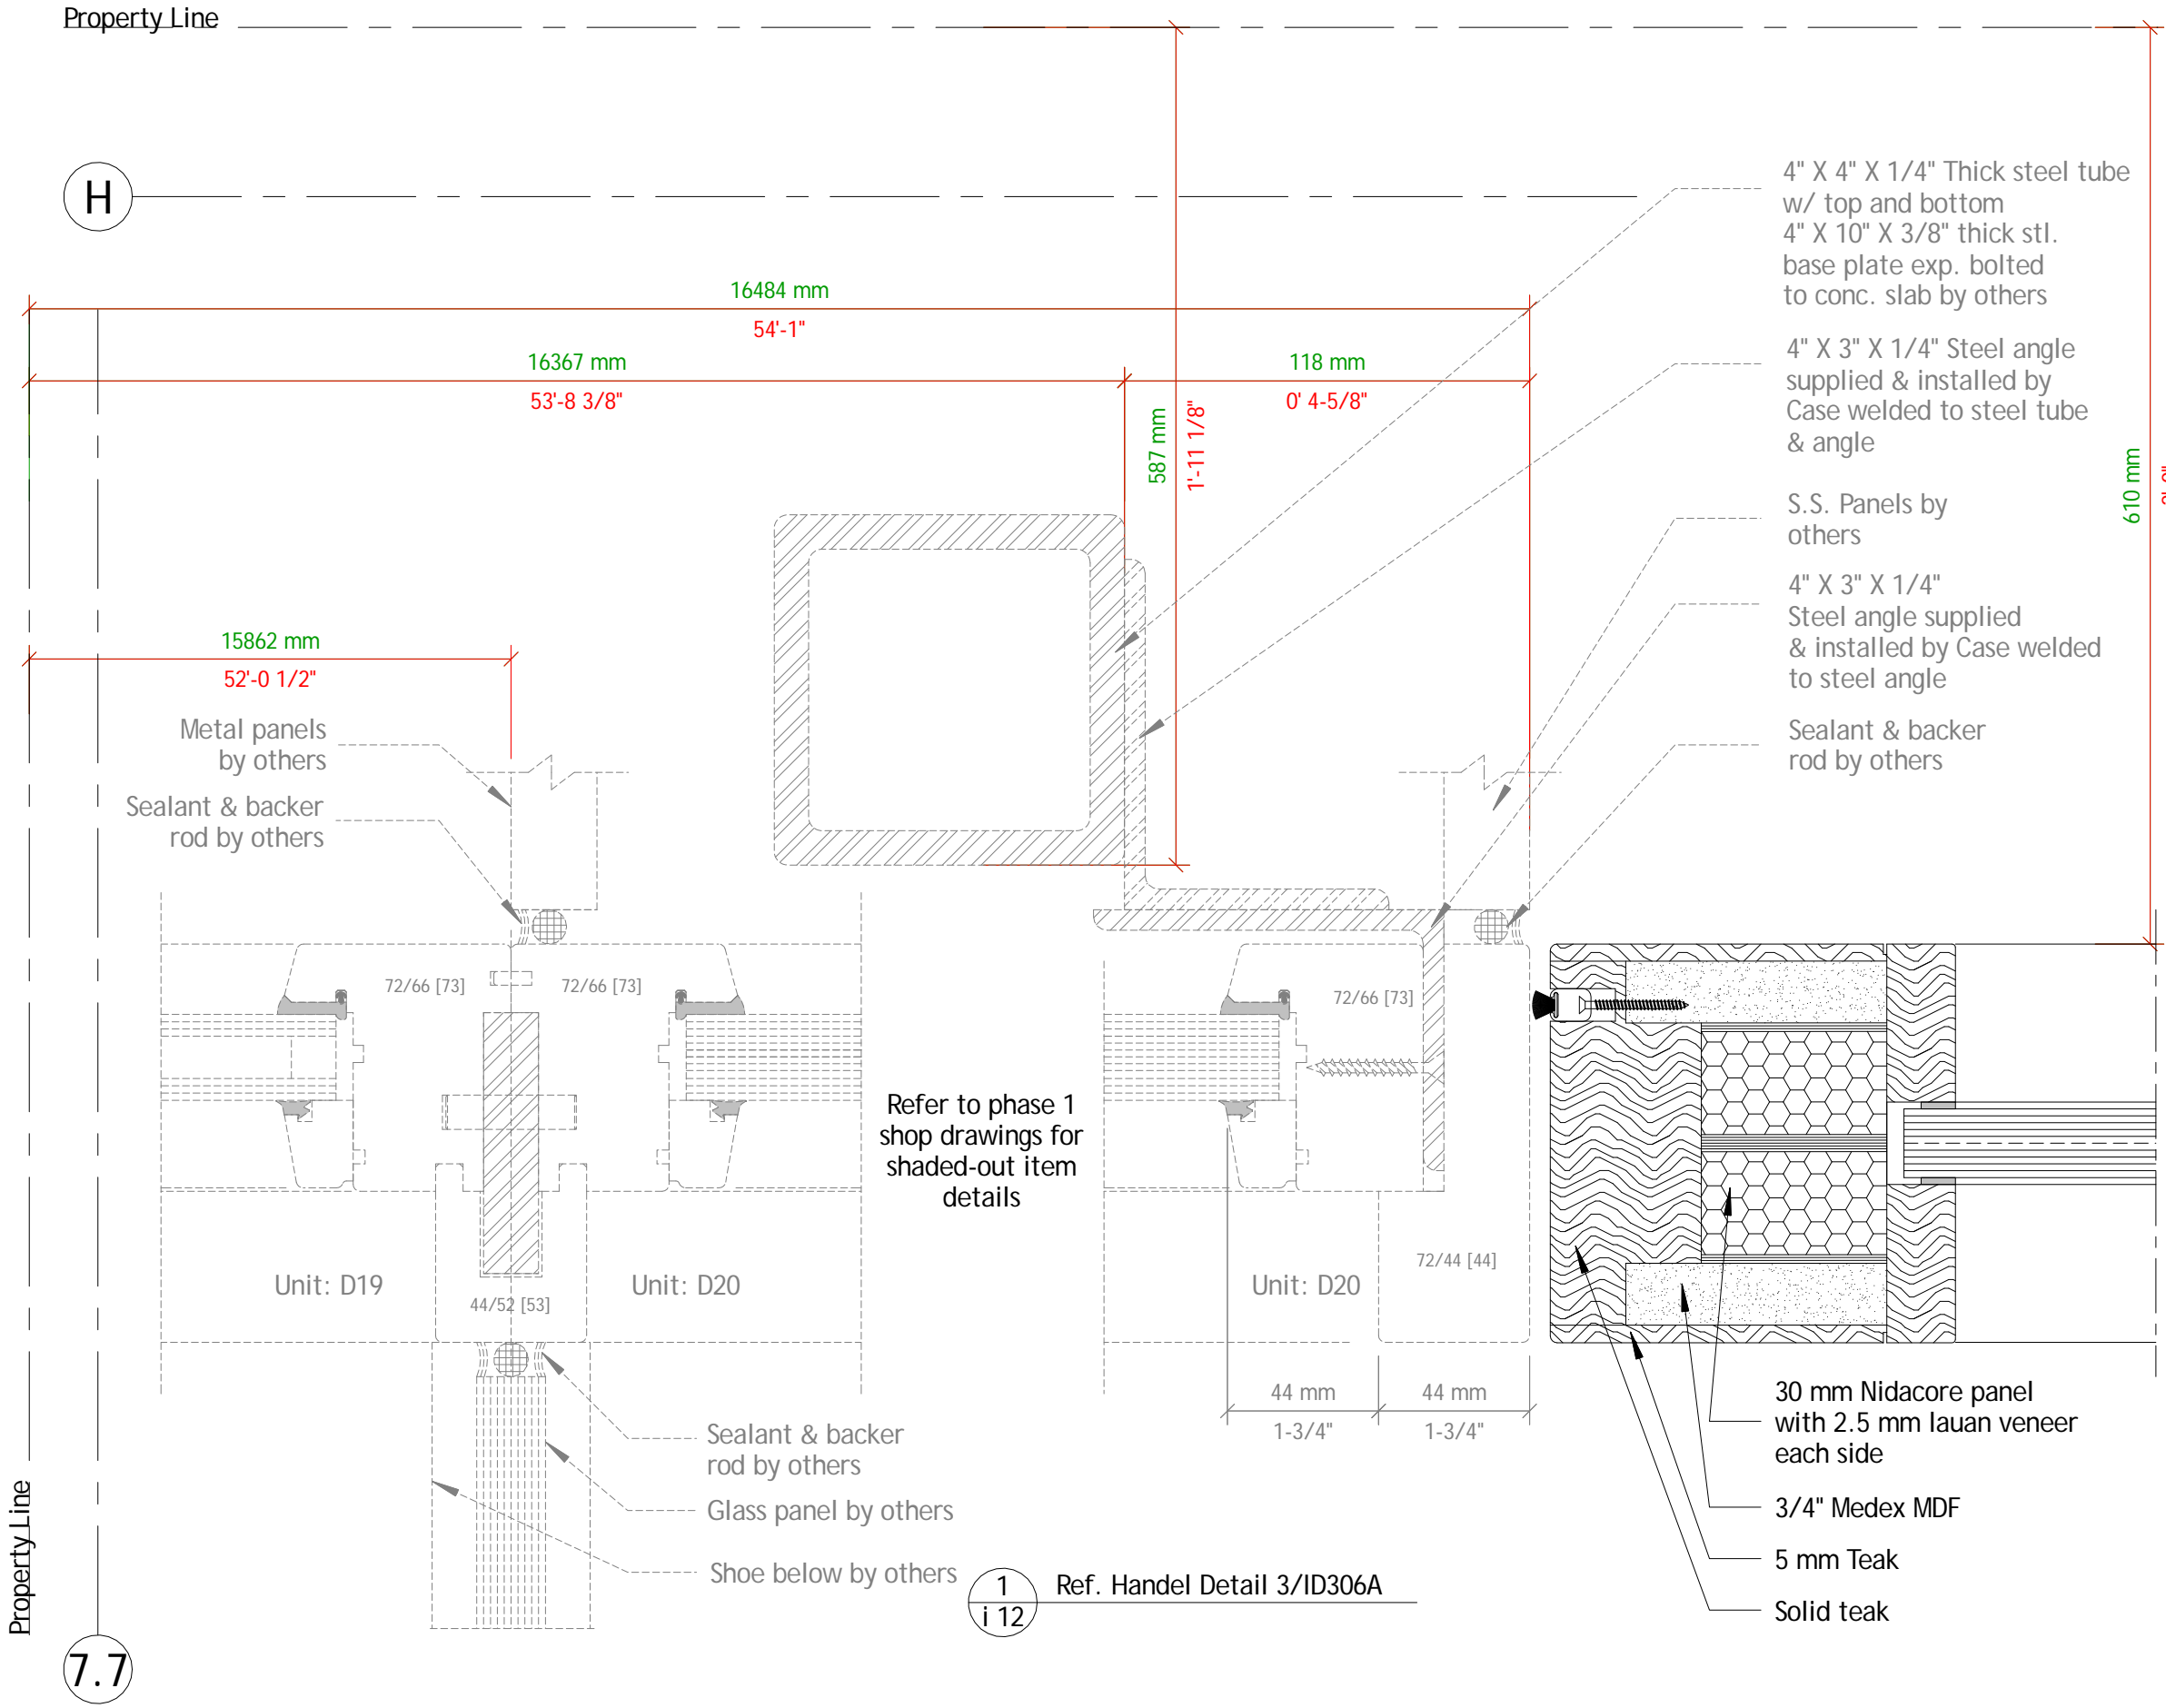 Property Line
H
16484 mm
54'-1"
16367 mm
53'-8 3/8"
118 mm
0' 4-5/8"
587 mm
1'-11 1/8"
610 mm
15862 mm
52'-0 1/2"
4" X 4" X 1/4" Thick steel tube
w/ top and bottom
4" X 10" X 3/8" thick stl.
base plate exp. bolted
to conc. slab by others
4" X 3" X 1/4" Steel angle
supplied & installed by
Case welded to steel tube
& angle
S.S. Panels by
others
4" X 3" X 1/4"
Steel angle supplied
& installed by Case welded
to steel angle
Sealant & backer
rod by others
Metal panels
by others
Sealant & backer
rod by others
72/66 [73]
72/66 [73]
72/66 [73]
Refer to phase 1
shop drawings for
shaded-out item
details
Unit: D19
Unit: D20
Unit: D20
44/52 [53]
72/44 [44]
44 mm
1-3/4"
44 mm
1-3/4"
Sealant & backer
rod by others
Glass panel by others
Shoe below by others
30 mm Nidacore panel
with 2.5 mm lauan veneer
each side
3/4" Medex MDF
5 mm Teak
Solid teak
1
i 12
Ref. Handel Detail 3/ID306A
Property Line
7.7